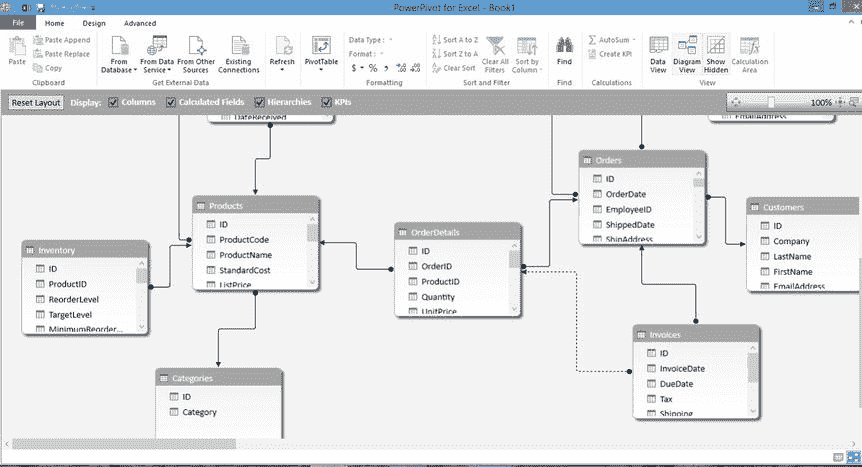 PowerPivot for Excel - Book1
File Home Design Advanced
Paste
Paste Append
Paste Replace
Copy
Clipboard
From Database
From Data Service
From Other Sources
Existing Connections
Get External Data
Refresh
PivotTable
Data Type :
Format :
$ % ,
Formatting
Sort A to Z
Sort Z to A
Clear Sort
Clear All Filters
Sort by Column
Sort and Filter
Find
Find
AutoSum
Create KPI
Calculations
Data View
Diagram View
Show Hidden
Calculation Area
View
Reset Layout Display: Columns Calculated Fields Hierarchies KPIs 100%
DateReceived
EmailAddress
Orders
ID
OrderDate
EmployeeID
ShippedDate
ShipAddress
Products
ID
ProductCode
ProductName
StandardCost
ListPrice
Customers
ID
Company
LastName
FirstName
EmailAddress
OrderDetails
ID
OrderID
ProductID
Quantity
UnitPrice
Inventory
ID
ProductID
ReorderLevel
TargetLevel
MinimumReorder...
Invoices
ID
InvoiceDate
DueDate
Tax
Shipping
Categories
ID
Category